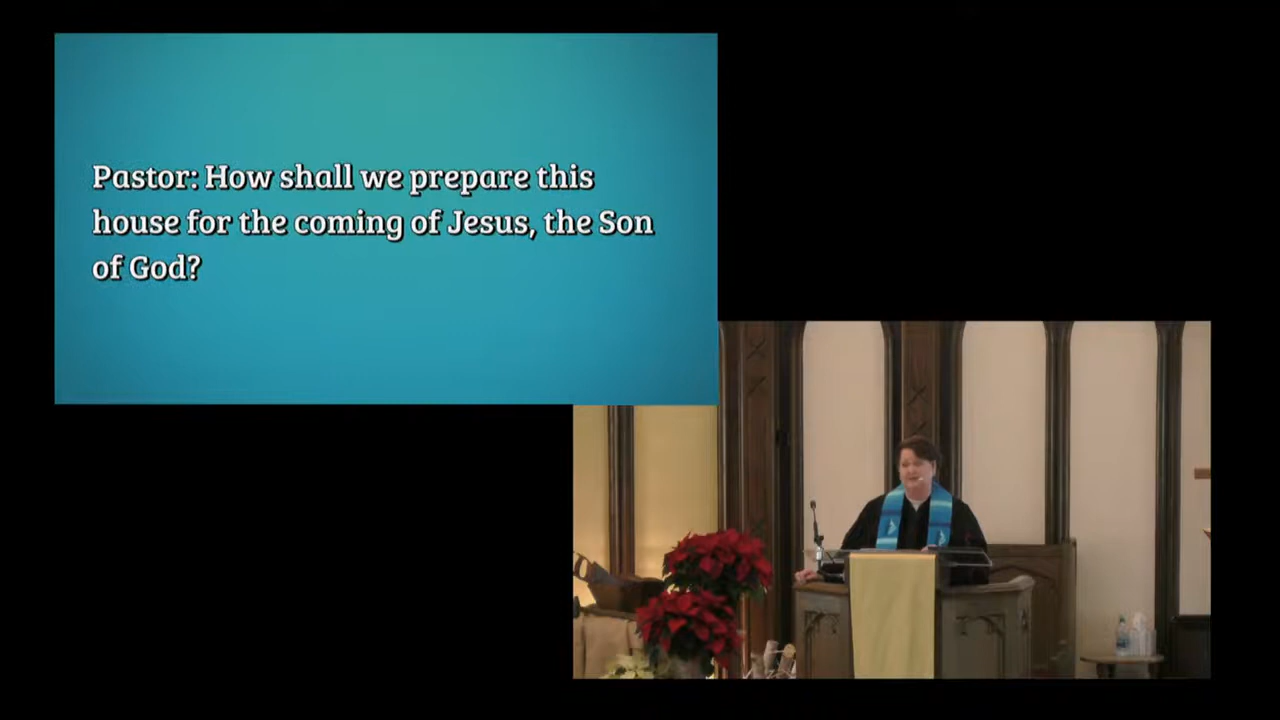 Pastor: How shall we prepare this
house for the coming of Jesus, the Son
of God?